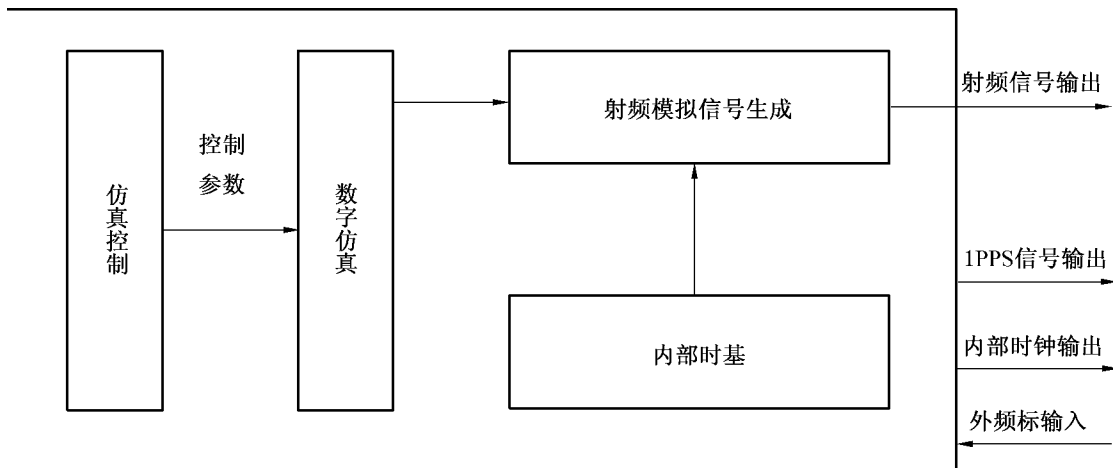 仿真控制
控制
参数
数字仿真
射频模拟信号生成
内部时基
射频信号输出
1PPS信号输出
内部时钟输出
外频标输入